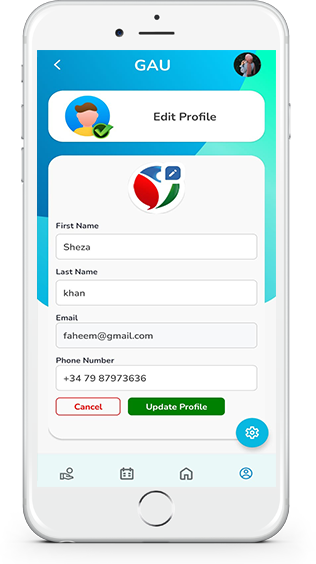 GAU
Edit Profile
First Name
Sheza
Last Name
khan
Email
faheem@gmail.com
Phone Number
+34 79 87973636
Cancel
Update Profile